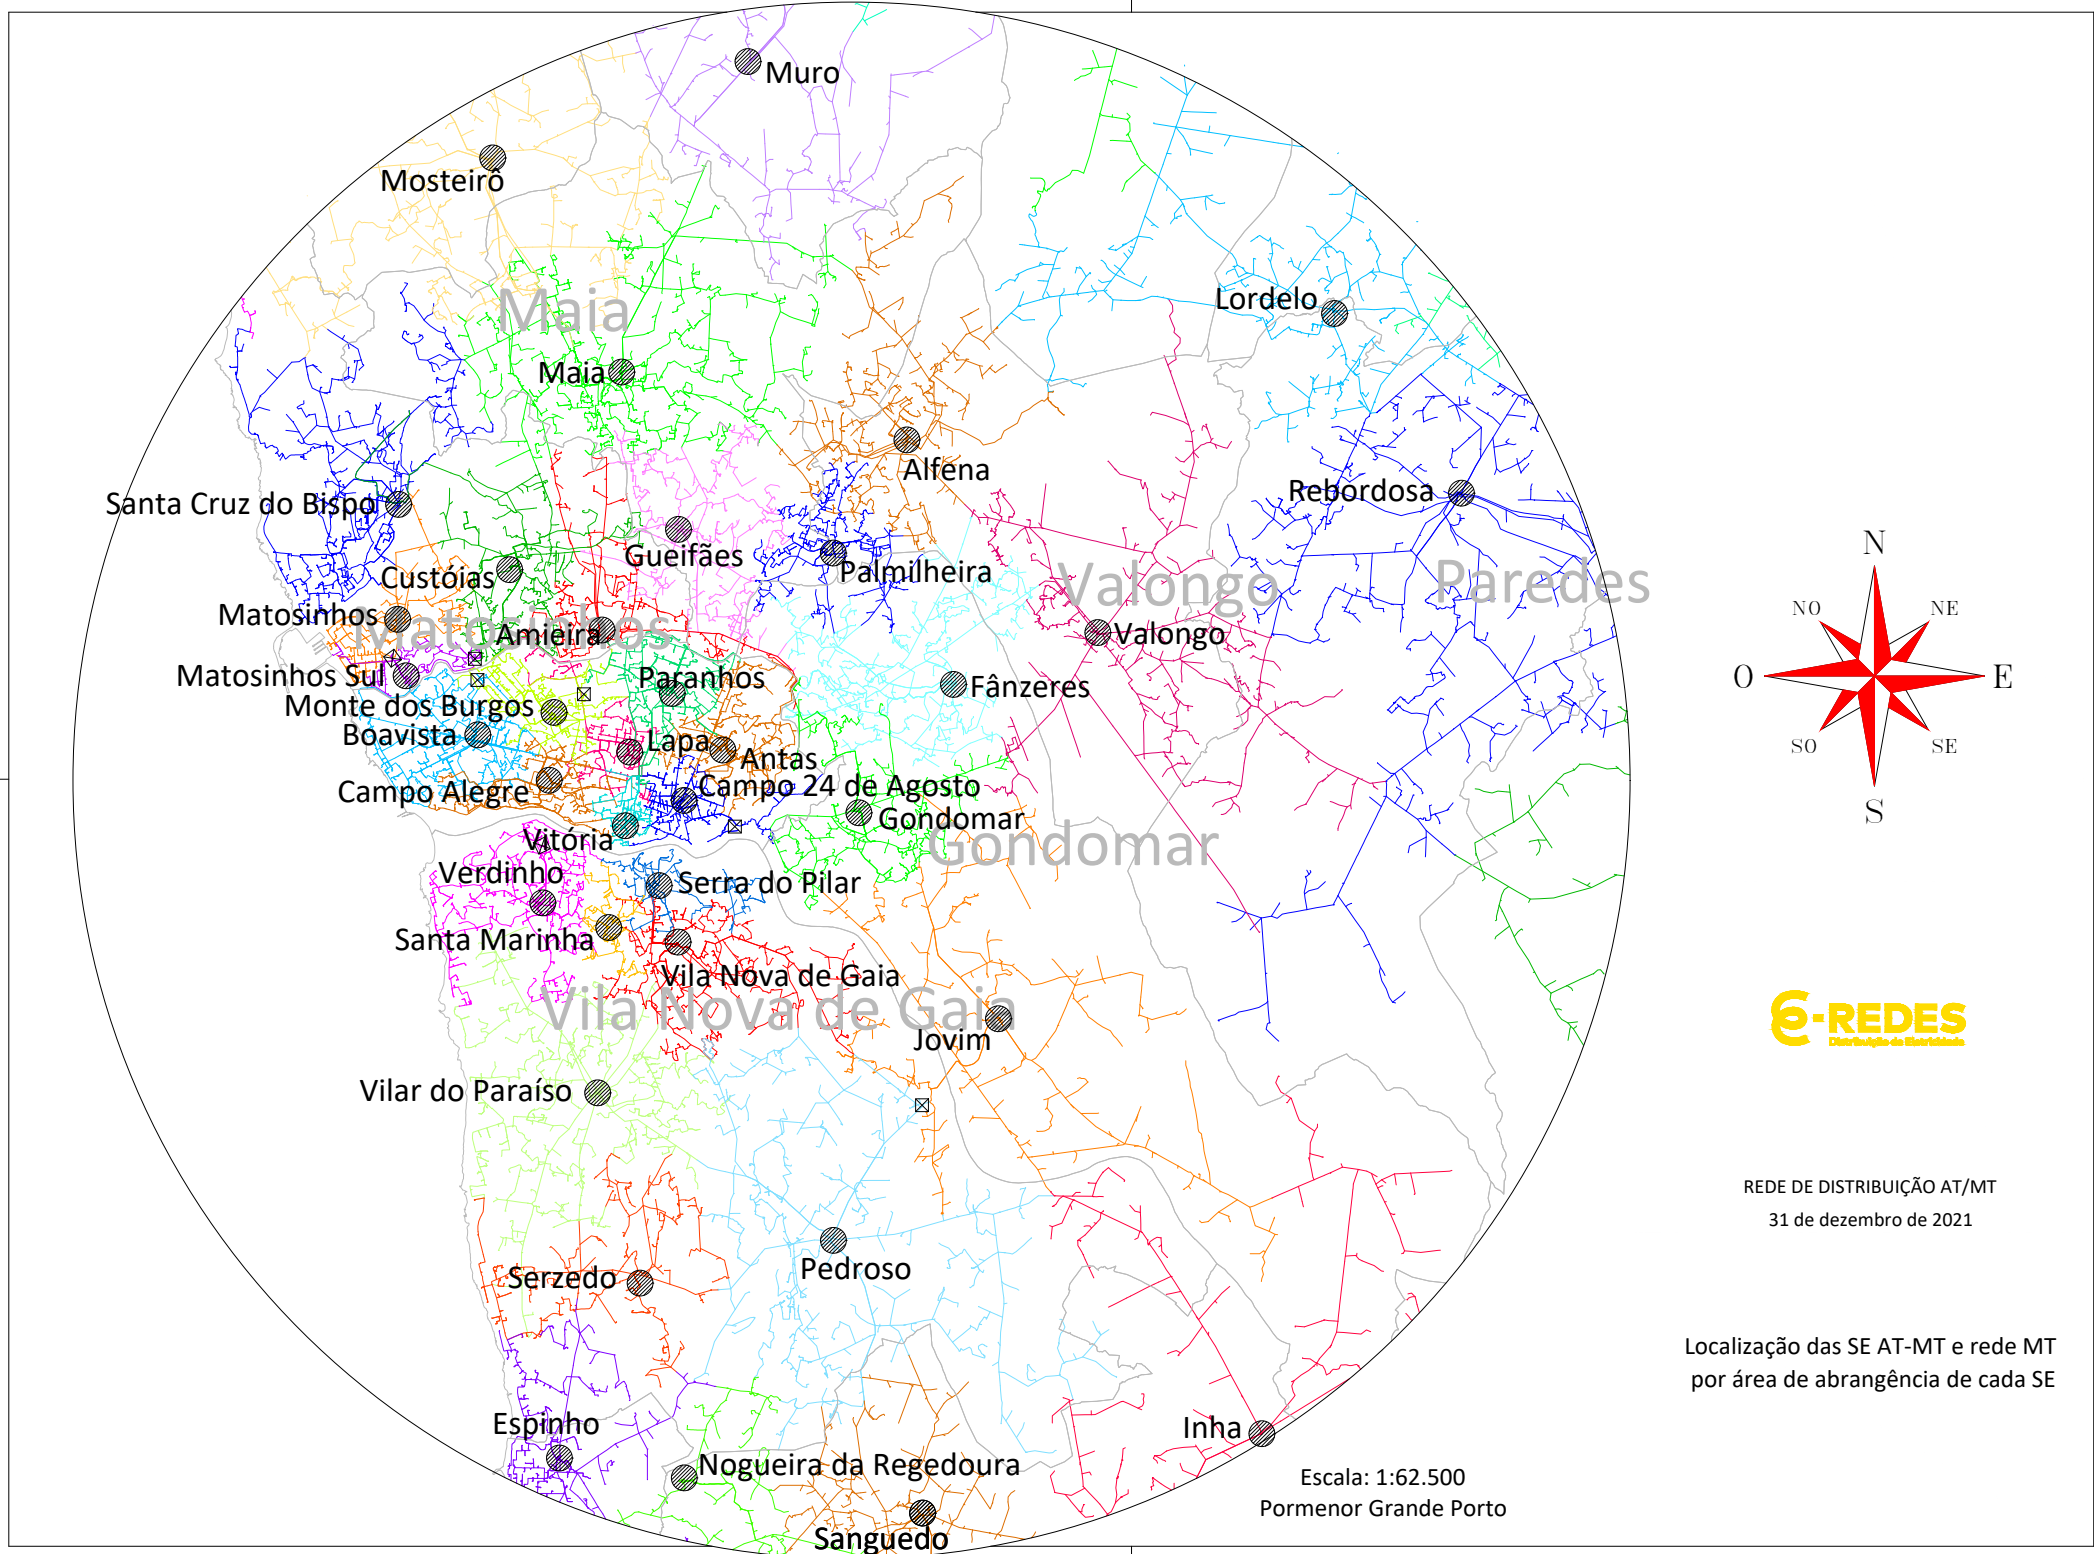 Muro
Mosteirô
Maia
Lordelo
Maia
Alfena
Rebordosa
Santa Cruz do Bispo
Gueifães
Palmilheira
Custóias
Valongo
Paredes
Matosinhos
Matosinhos
Amieira
Valongo
Matosinhos Sul
Paranhos
Fânzeres
Monte dos Burgos
Boavista
Lapa
Antas
Campo Alegre
Campo 24 de Agosto
Gondomar
Vitória
Gondomar
Verdinho
Serra do Pilar
Santa Marinha
Vila Nova de Gaia
Vila Nova de Gaia
Jovim
Vilar do Paraíso
Pedroso
Serzedo
Espinho
Inha
Nogueira da Regedoura
Sanguedo
Escala: 1:62.500
Pormenor Grande Porto
N
NO
NE
O
E
SO
SE
S
e-REDES
Distribuição de Eletricidade
REDE DE DISTRIBUIÇÃO AT/MT
31 de dezembro de 2021
Localização das SE AT-MT e rede MT
por área de abrangência de cada SE